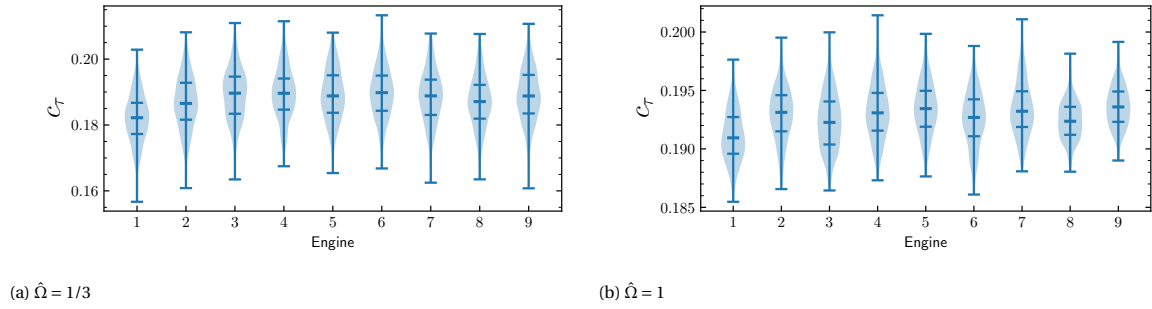 0.20
0.18
0.16
C_T
1 2 3 4 5 6 7 8 9
Engine
(a) Ω̂ = 1/3
0.200
0.195
0.190
0.185
C_T
1 2 3 4 5 6 7 8 9
Engine
(b) Ω̂ = 1